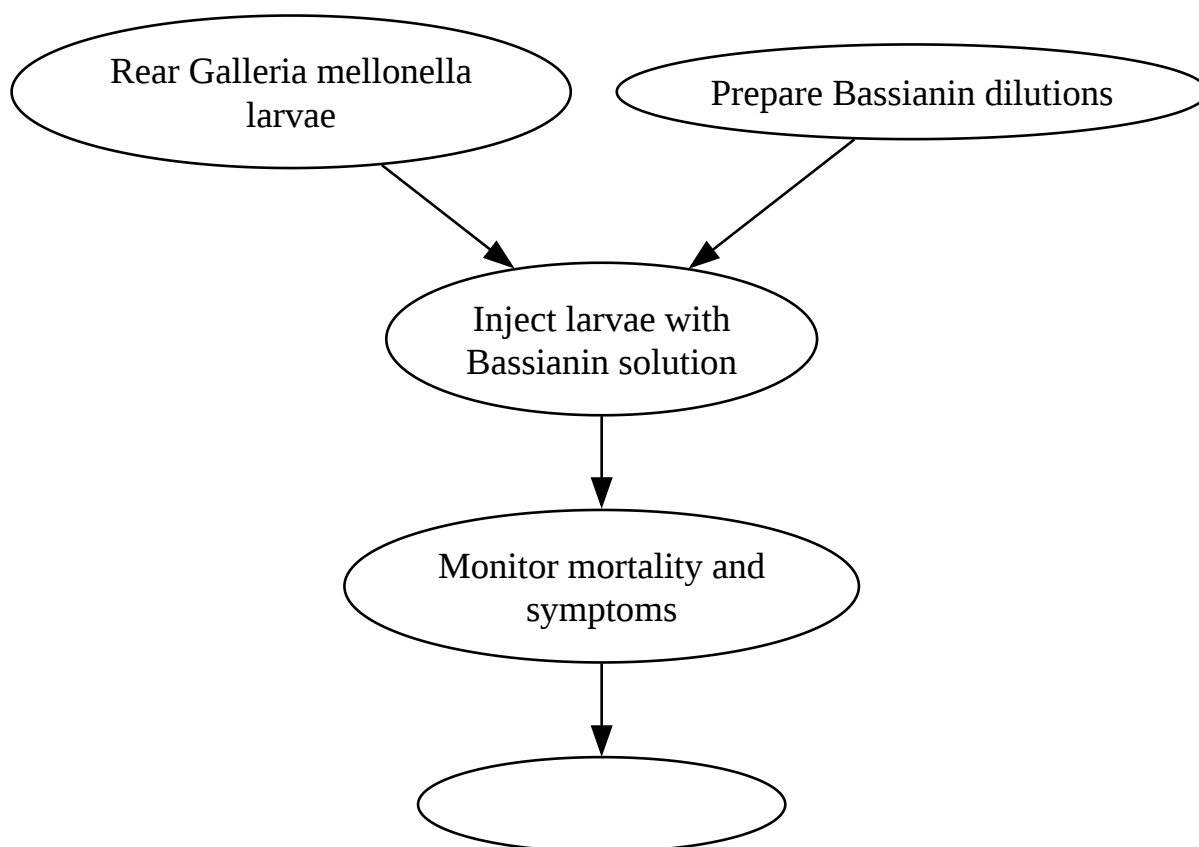 Rear Galleria mellonella
larvae
Prepare Bassianin dilutions
Inject larvae with
Bassianin solution
Monitor mortality and
symptoms